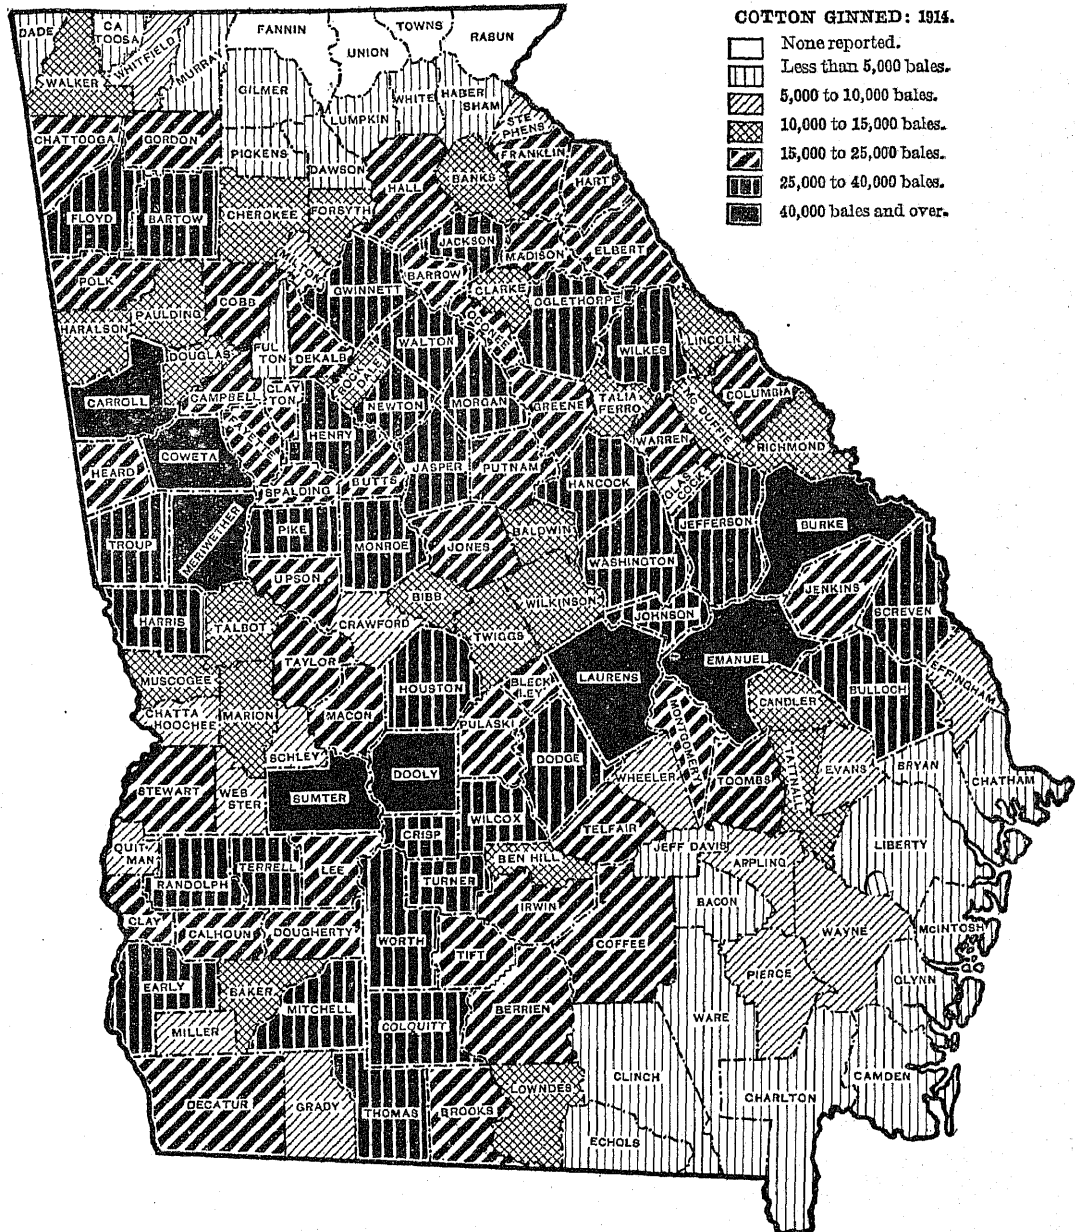 COTTON GINNED: 1914.
None reported.
Less than 5,000 bales.
5,000 to 10,000 bales.
10,000 to 15,000 bales.
15,000 to 25,000 bales.
25,000 to 40,000 bales.
40,000 bales and over.
DADE
CA
TOOSA
WHITFIELD
MURRAY
FANNIN
UNION
TOWNS
RABUN
WALKER
GILMER
LUMPKIN
WHITE
HABER
SHAM
STE
PHENS
CHATTOOGA
GORDON
PICKENS
DAWSON
HALL
BANKS
FRANKLIN
HART
FLOYD
BARTOW
CHEROKEE
FORSYTH
JACKSON
MADISON
ELBERT
POLK
PAULDING
COBB
MILTON
GWINNETT
BARROW
CLARKE
OCONEE
OGLETHORPE
HARALSON
DOUGLAS
FUL
TON
DEKALB
ROCK
DALE
WALTON
WILKES
LINCOLN
CARROLL
CAMPBELL
CLAY
TON
HENRY
NEWTON
MORGAN
GREENE
TALIA
FERRO
MC DUFFIE
COLUMBIA
RICHMOND
WARREN
GLAS
COCK
HEARD
COWETA
FAYETTE
SPALDING
BUTTS
JASPER
PUTNAM
HANCOCK
JEFFERSON
BURKE
TROUP
MERIWETHER
PIKE
MONROE
JONES
BALDWIN
WASHINGTON
UPSON
BIBB
WILKINSON
JENKINS
SCREVEN
HARRIS
TALBOT
CRAWFORD
TWIGGS
JOHNSON
MUSCOGEE
TAYLOR
HOUSTON
BLECK
LEY
LAURENS
EMANUEL
CANDLER
BULLOCH
EFFINGHAM
CHATTA
HOOCHEE
MARION
MACON
PULASKI
MONTGOMERY
SCHLEY
DOOLY
DODGE
WHEELER
TOOMBS
TATTNALL
EVANS
BRYAN
CHATHAM
STEWART
WEB
STER
SUMTER
CRISP
WILCOX
TELFAIR
JEFF DAVIS
APPLING
LIBERTY
QUIT
MAN
RANDOLPH
TERRELL
LEE
TURNER
BEN HILL
IRWIN
BACON
CLAY
CALHOUN
DOUGHERTY
WORTH
TIFT
COFFEE
WAYNE
MCINTOSH
EARLY
BAKER
MITCHELL
PIERCE
GLYNN
MILLER
COLQUITT
BERRIEN
WARE
DECATUR
GRADY
THOMAS
BROOKS
LOWNDES
CLINCH
CHARLTON
CAMDEN
ECHOLS